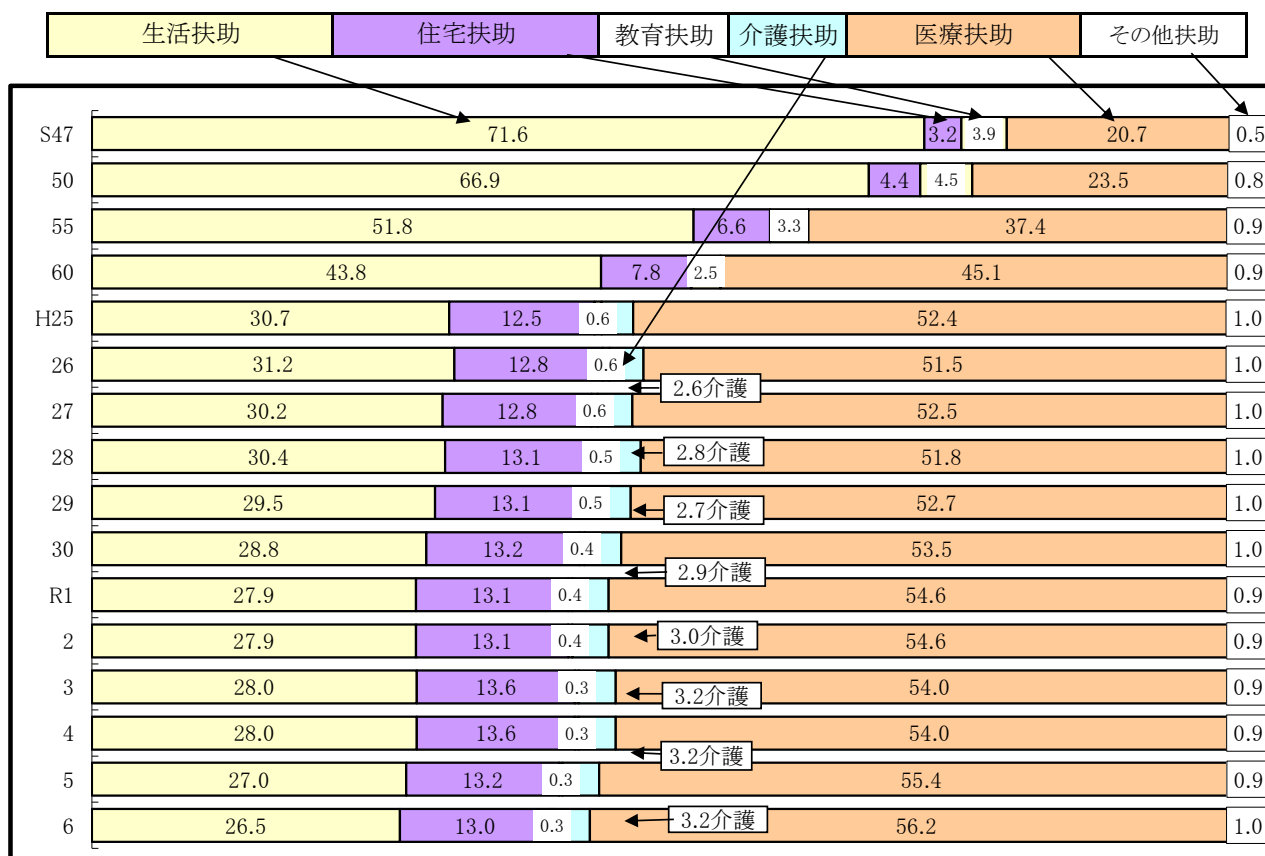 生活扶助 住宅扶助 教育扶助 介護扶助 医療扶助 その他扶助
S47 71.6 3.2 3.9 20.7 0.5
50 66.9 4.4 4.5 23.5 0.8
55 51.8 6.6 3.3 37.4 0.9
60 43.8 7.8 2.5 45.1 0.9
H25 30.7 12.5 0.6 52.4 1.0
26 31.2 12.8 0.6 51.5 1.0
2.6介護
27 30.2 12.8 0.6 52.5 1.0
28 30.4 13.1 0.5 2.8介護 51.8 1.0
29 29.5 13.1 0.5 2.7介護 52.7 1.0
30 28.8 13.2 0.4 53.5 1.0
2.9介護
R1 27.9 13.1 0.4 54.6 0.9
2 27.9 13.1 0.4 3.0介護 54.6 0.9
3 28.0 13.6 0.3 3.2介護 54.0 0.9
4 28.0 13.6 0.3 54.0 0.9
3.2介護
5 27.0 13.2 0.3 55.4 0.9
6 26.5 13.0 0.3 3.2介護 56.2 1.0